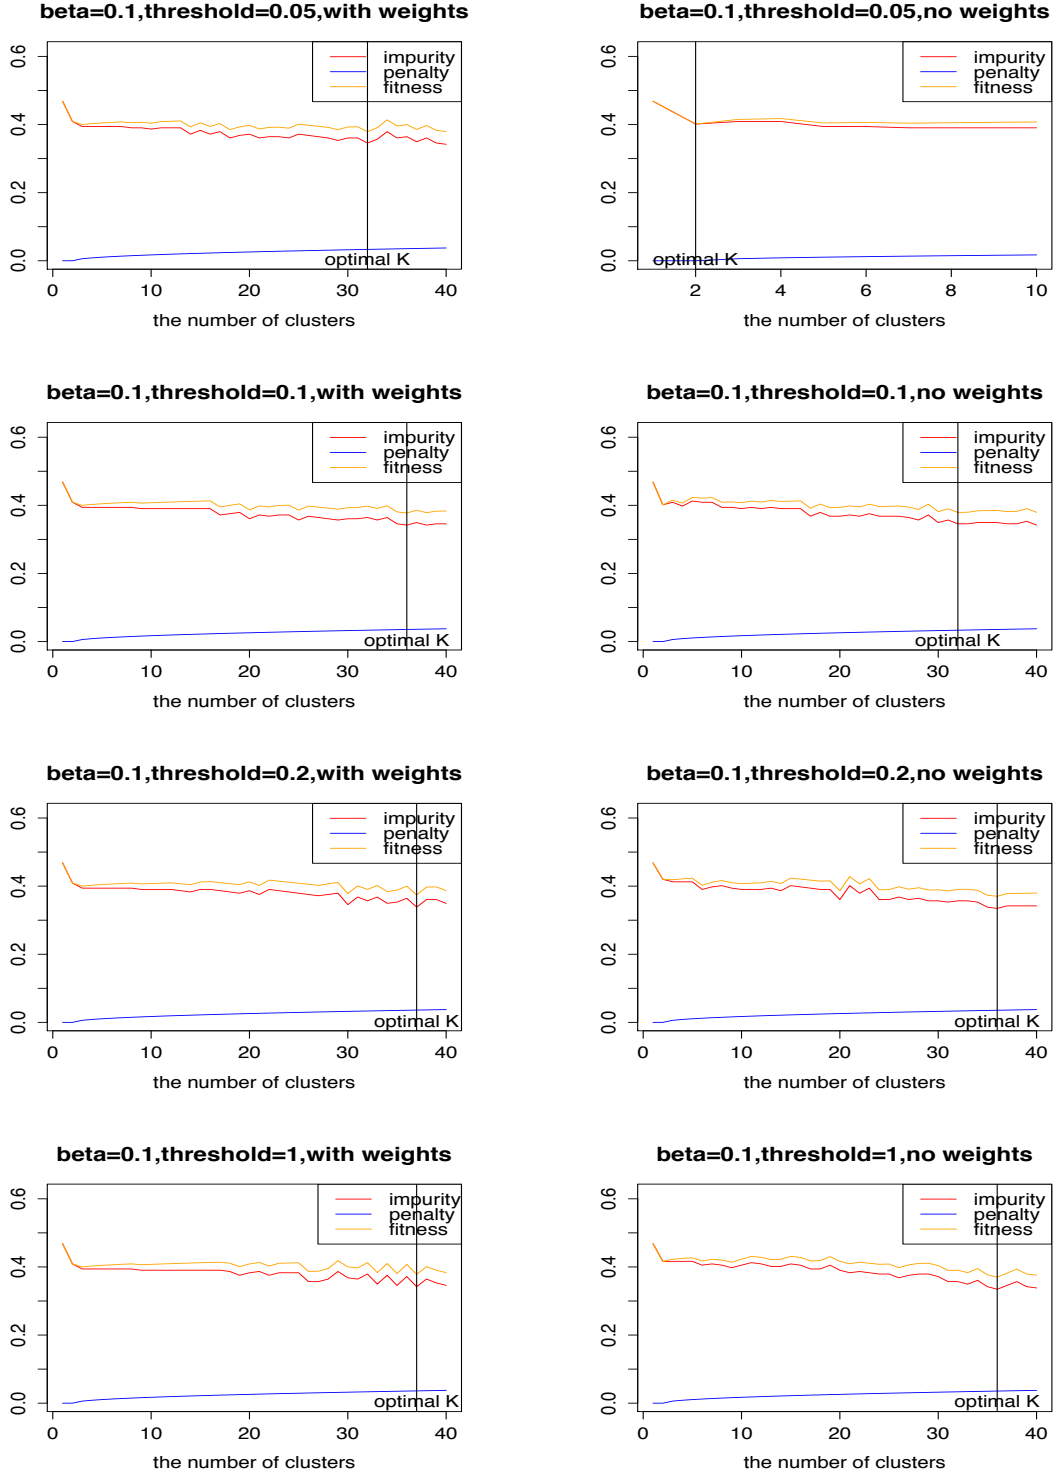 beta=0.1,threshold=0.05,with weights
0.6
0.4
0.2
0.0
impurity
penalty
fitness
optimal K
0 10 20 30 40
the number of clusters
beta=0.1,threshold=0.05,no weights
0.6
0.4
0.2
0.0
impurity
penalty
fitness
optimal K
2 4 6 8 10
the number of clusters
beta=0.1,threshold=0.1,with weights
0.6
0.4
0.2
0.0
impurity
penalty
fitness
optimal K
0 10 20 30 40
the number of clusters
beta=0.1,threshold=0.1,no weights
0.6
0.4
0.2
0.0
impurity
penalty
fitness
optimal K
0 10 20 30 40
the number of clusters
beta=0.1,threshold=0.2,with weights
0.6
0.4
0.2
0.0
impurity
penalty
fitness
optimal K
0 10 20 30 40
the number of clusters
beta=0.1,threshold=0.2,no weights
0.6
0.4
0.2
0.0
impurity
penalty
fitness
optimal K
0 10 20 30 40
the number of clusters
beta=0.1,threshold=1,with weights
0.6
0.4
0.2
0.0
impurity
penalty
fitness
optimal K
0 10 20 30 40
the number of clusters
beta=0.1,threshold=1,no weights
0.6
0.4
0.2
0.0
impurity
penalty
fitness
optimal K
0 10 20 30 40
the number of clusters